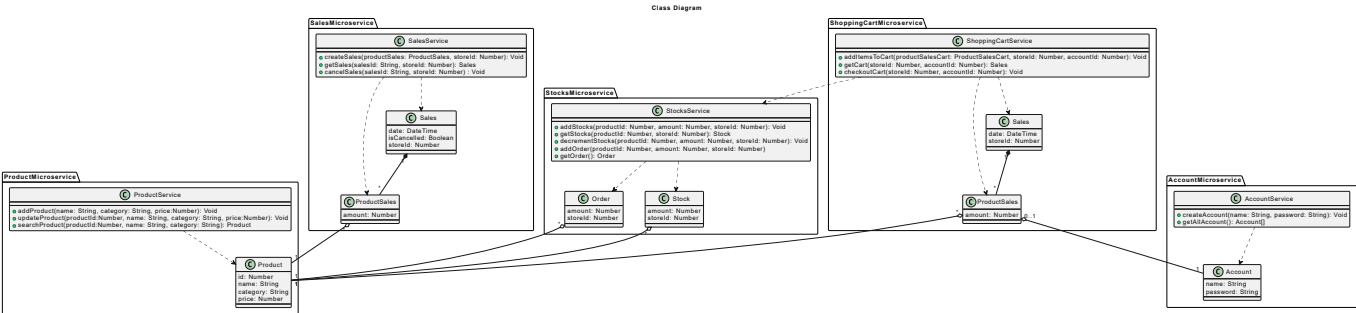 Class Diagram
SalesMicroservice
C SalesService
createSales(productSales: ProductSales, storeId: Number): Void
getSales(salesId: String, storeId: Number): Sales
cancelSales(salesId: String, storeId: Number) : Void
C Sales
date: DateTime
isCancelled: Boolean
storeId: Number
C ProductSales
amount: Number
ShoppingCartMicroservice
C ShoppingCartService
addItemsToCart(productSalesCart: ProductSalesCart, storeId: Number, accountId: Number): Void
getCart(storeId: Number, accountId: Number): Sales
checkoutCart(storeId: Number, accountId: Number): Void
C Sales
date: DateTime
storeId: Number
C ProductSales
amount: Number
0..1
StocksMicroservice
C StocksService
addStocks(productId: Number, amount: Number, storeId: Number): Void
getStocks(productId: Number, storeId: Number): Stock
decrementStocks(productId: Number, amount: Number, storeId: Number): Void
addOrder(productId: Number, amount: Number, storeId: Number)
getOrder(): Order
C Order
amount: Number
storeId: Number
C Stock
amount: Number
storeId: Number
ProductMicroservice
C ProductService
addProduct(name: String, category: String, price:Number): Void
updateProduct(productId:Number, name: String, category: String, price:Number): Void
searchProduct(productId:Number, name: String, category: String): Product
C Product
id: Number
name: String
category: String
price: Number
1
1
1
AccountMicroservice
C AccountService
createAccount(name: String, password: String): Void
getAllAccount(): Account[]
C Account
name: String
password: String
1